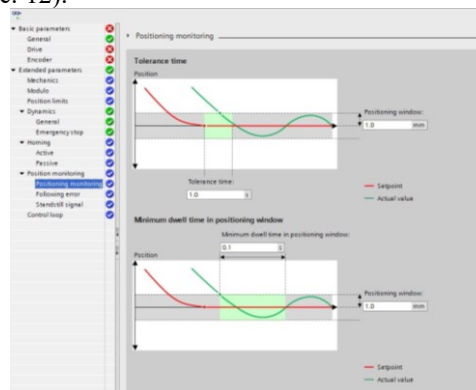 Basic parameters
General
Drive
Encoder
Extended parameters
Mechanics
Modulo
Position limits
Dynamics
General
Emergency stop
Homing
Active
Passive
Position monitoring
Positioning monitoring
Following error
Standstill signal
Control loop
Positioning monitoring
Tolerance time
Position
Positioning window:
1.0 mm
Tolerance time:
1.0 s
Setpoint
Actual value
Minimum dwell time in positioning window
Minimum dwell time in positioning window:
0.1 s
Position
Positioning window:
1.0 mm
Setpoint
Actual value